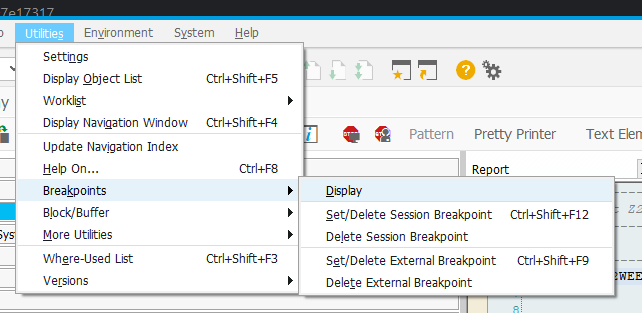 7e17317
Utilities Environment System Help
Settings
Display Object List Ctrl+Shift+F5
Worklist
Display Navigation Window Ctrl+Shift+F4
Update Navigation Index
Help On... Ctrl+F8
Breakpoints
Block/Buffer
More Utilities
Where-Used List Ctrl+Shift+F3
Versions
Display
Set/Delete Session Breakpoint Ctrl+Shift+F12
Delete Session Breakpoint
Set/Delete External Breakpoint Ctrl+Shift+F9
Delete External Breakpoint
Pattern Pretty Printer Text Elem
Report
Sys
2WEE
8